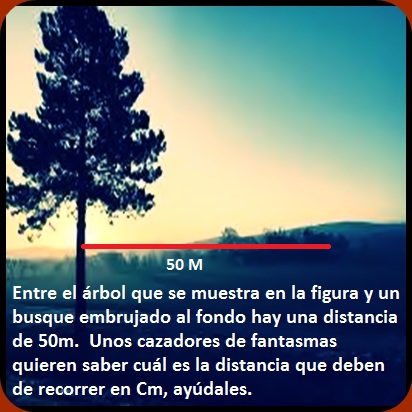 50 M
Entre el árbol que se muestra en la figura y un
busque embrujado al fondo hay una distancia
de 50m.  Unos cazadores de fantasmas
quieren saber cuál es la distancia que deben
de recorrer en Cm, ayúdales.